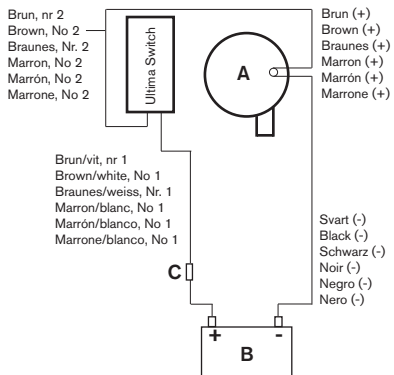 Brun, nr 2
Brown, No 2
Braunes, Nr. 2
Marron, No 2
Marrón, No 2
Marrone, No 2
Ultima Switch
A
Brun (+)
Brown (+)
Braunes (+)
Marron (+)
Marrón (+)
Marrone (+)
Brun/vit, nr 1
Brown/white, No 1
Braunes/weiss, Nr. 1
Marron/blanc, No 1
Marrón/blanco, No 1
Marrone/blanco, No 1
C
Svart (-)
Black (-)
Schwarz (-)
Noir (-)
Negro (-)
Nero (-)
+ -
B